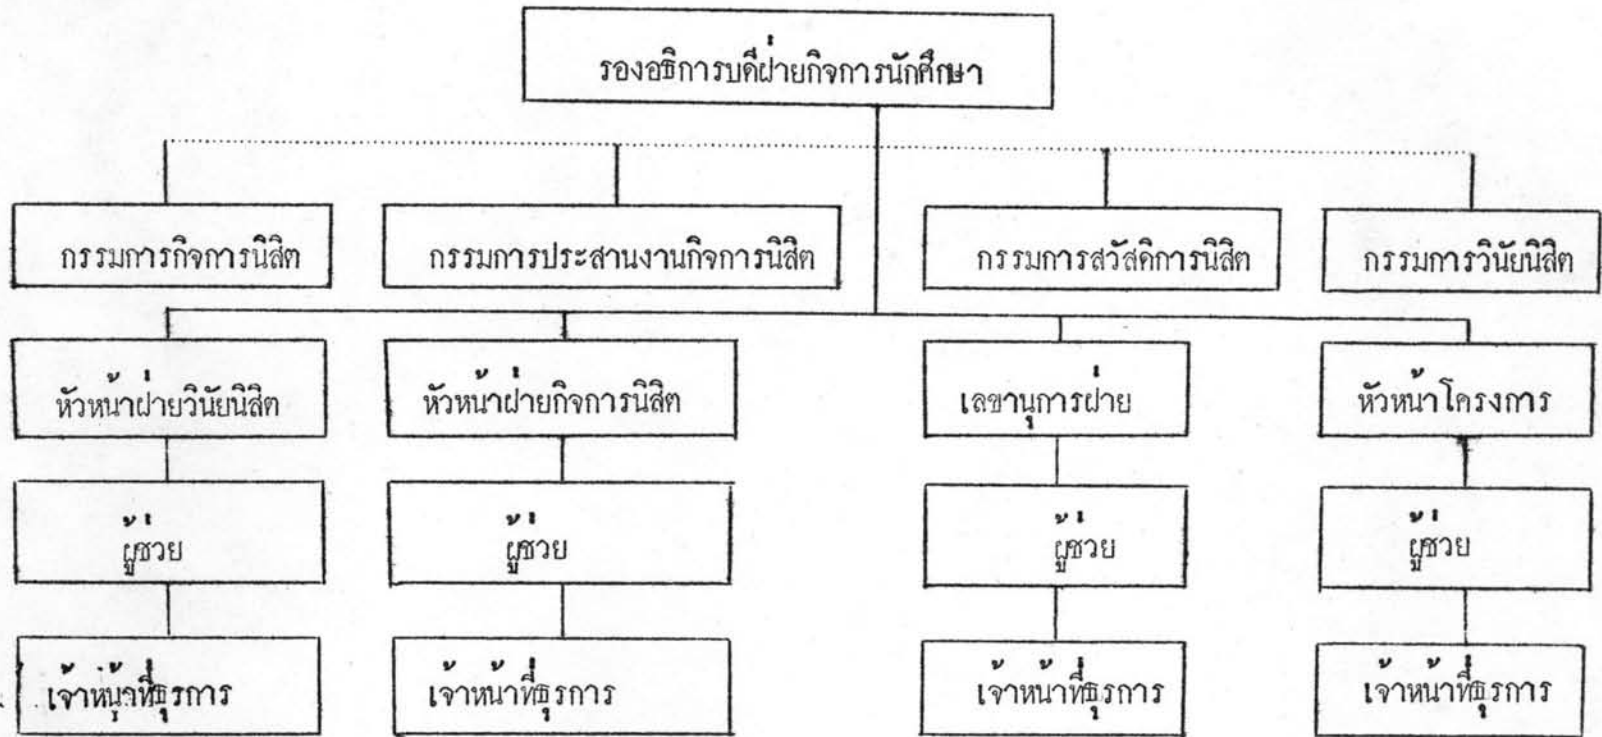 รองอธิการบดีฝ่ายกิจการนักศึกษา
กรรมการกิจการนิสิต
กรรมการประสานงานกิจการนิสิต
กรรมการสวัสดิการนิสิต
กรรมการวินัยนิสิต
หัวหน้าฝ่ายวินัยนิสิต
หัวหน้าฝ่ายกิจการนิสิต
เลขานุการฝ่าย
หัวหน้าโครงการ
ผู้ช่วย
ผู้ช่วย
ผู้ช่วย
ผู้ช่วย
เจ้าหน้าที่ธุรการ
เจ้าหน้าที่ธุรการ
เจ้าหน้าที่ธุรการ
เจ้าหน้าที่ธุรการ